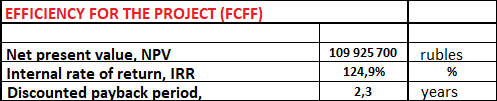 EFFICIENCY FOR THE PROJECT (FCFF)
Net present value, NPV 109 925 700 rubles
Internal rate of return, IRR 124,9% %
Discounted payback period, 2,3 years